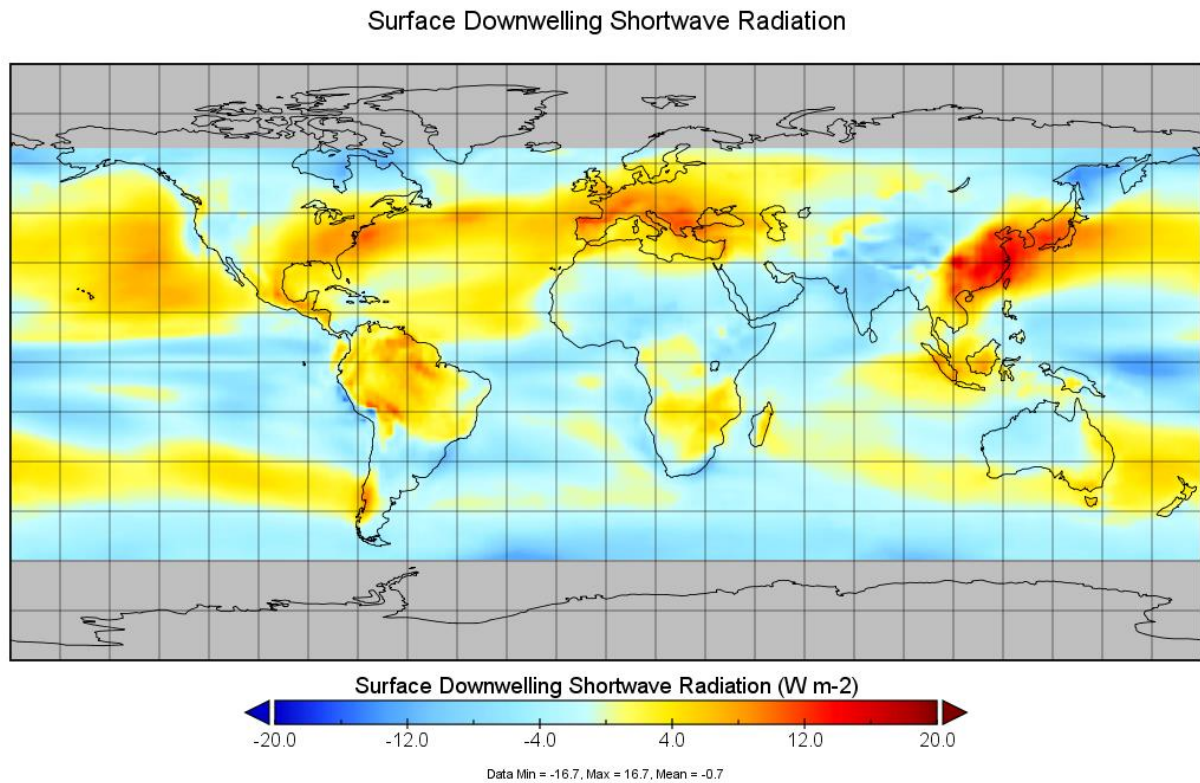 Surface Downwelling Shortwave Radiation
Surface Downwelling Shortwave Radiation (W m-2)
-20.0 -12.0 -4.0 4.0 12.0 20.0
Data Min = -16.7, Max = 16.7, Mean = -0.7